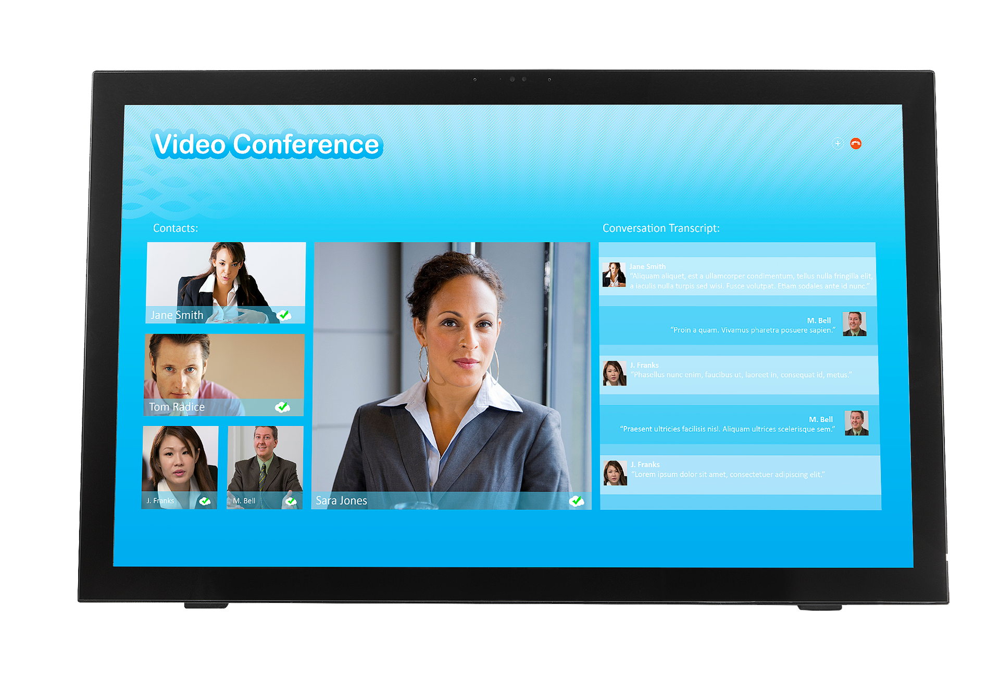 Video Conference
Contacts:
Jane Smith
Tom Radice
J. Franks
M. Bell
Sara Jones
Conversation Transcript:
Jane Smith
“Aliquam aliquet, est a ullamcorper condimentum, tellus nulla fringilla elit,
a iaculis nulla turpis sed wisi. Fusce volutpat. Etiam sodales ante id nunc.”
M. Bell
“Proin a quam. Vivamus pharetra posuere sapien.”
J. Franks
“Phasellus nunc enim, faucibus ut, laoreet in, consequat id, metus.”
M. Bell
“Praesent ultricies facilisis nisl. Aliquam ultrices scelerisque sem.”
J. Franks
“Lorem ipsum dolor sit amet, consectetuer adipiscing elit.”